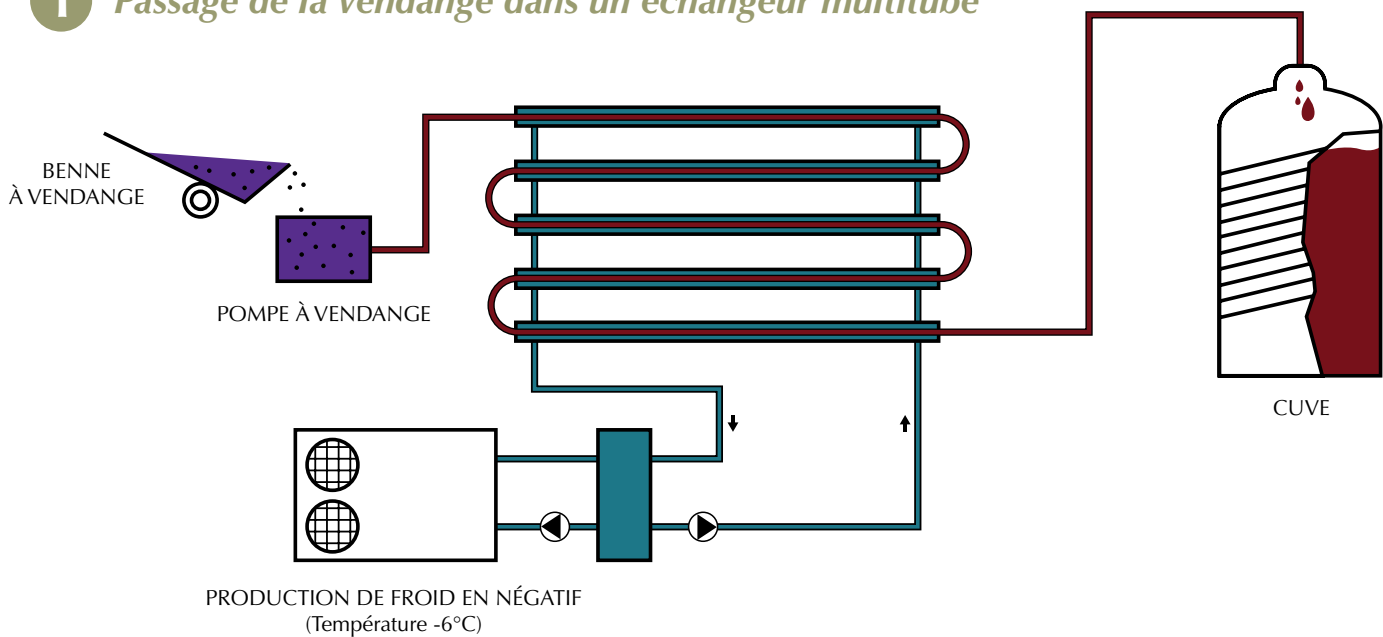 1 Passage de la vendange dans un échangeur multitube
BENNE
À VENDANGE
POMPE À VENDANGE
CUVE
PRODUCTION DE FROID EN NÉGATIF
(Température -6°C)